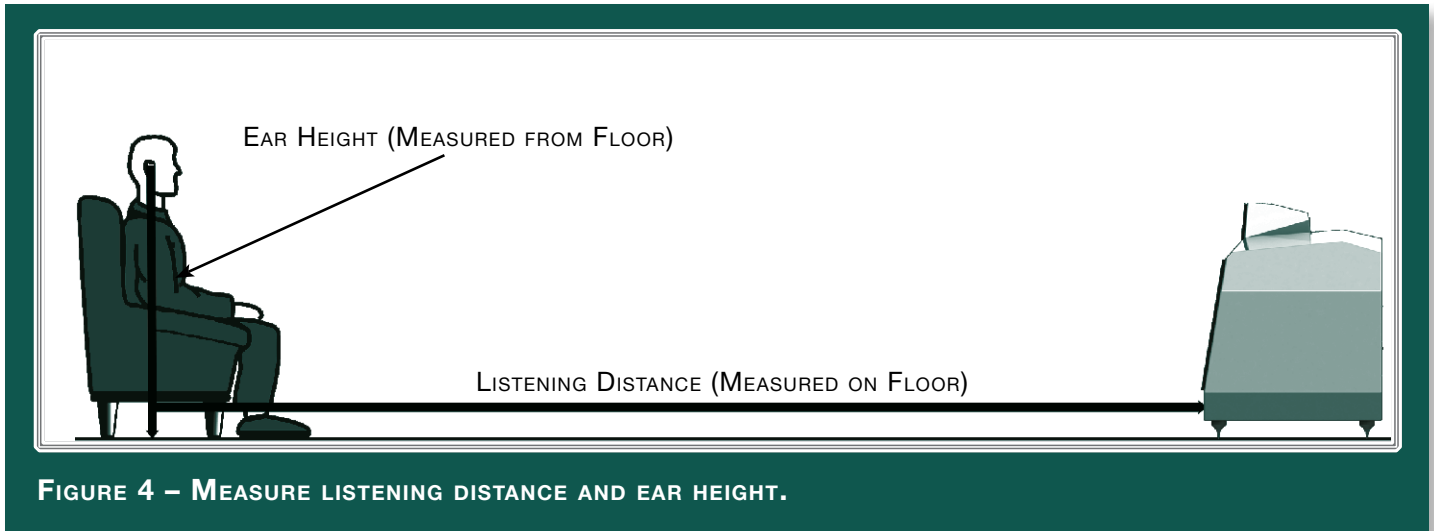 Ear Height (Measured from Floor)
Listening Distance (Measured on Floor)
Figure 4 – Measure listening distance and ear height.